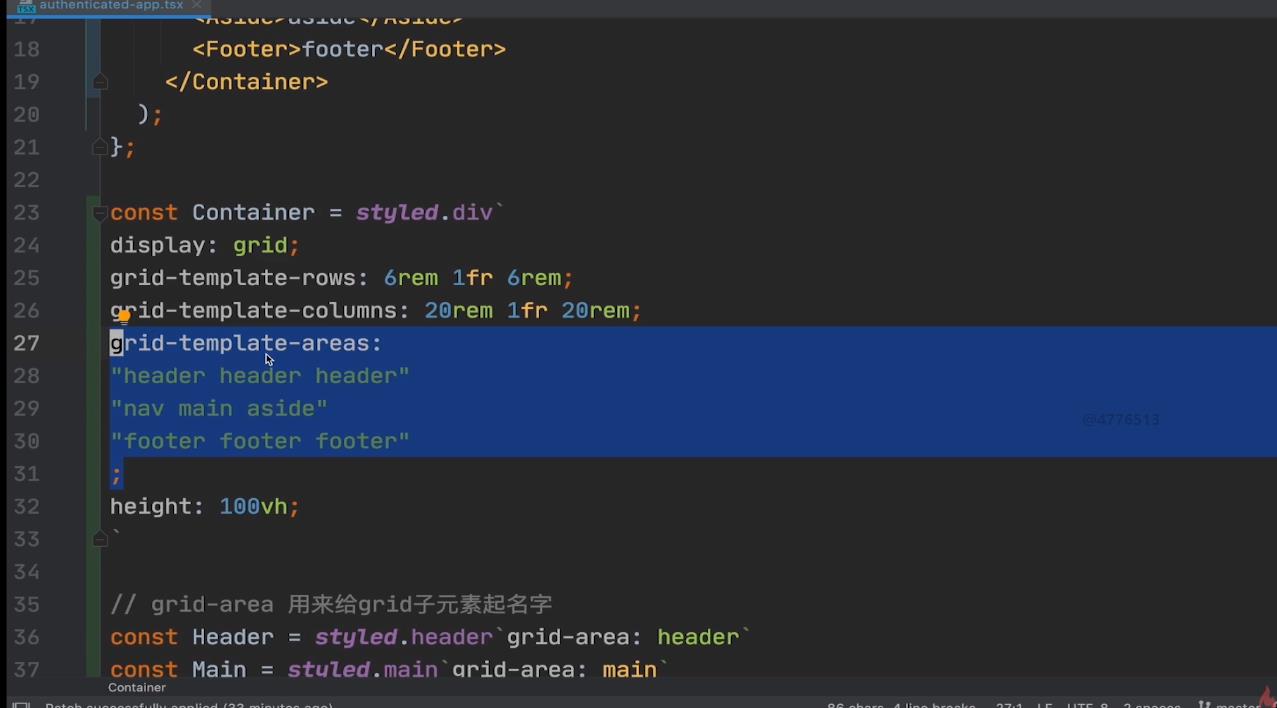 authenticated-app.tsx
17 <Aside>aside</Aside>
18 <Footer>footer</Footer>
19 </Container>
20 );
21 };
22
23 const Container = styled.div`
24 display: grid;
25 grid-template-rows: 6rem 1fr 6rem;
26 grid-template-columns: 20rem 1fr 20rem;
27 grid-template-areas:
28 "header header header"
29 "nav main aside"
@4776513
30 "footer footer footer"
31 ;
32 height: 100vh;
33 `
34
35 // grid-area 用来给grid子元素起名字
36 const Header = styled.header`grid-area: header`
37 const Main = styled.main`grid-area: main`
Container
Patch successfully applied (33 minutes ago) 86 chars, 4 line breaks 27:1 LF UTF-8 2 spaces master